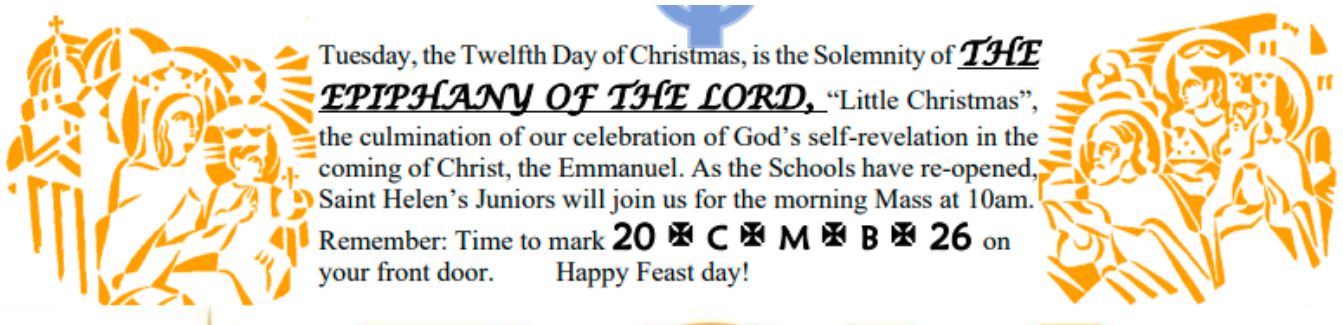 Tuesday, the Twelfth Day of Christmas, is the Solemnity of THE
EPIPHANY OF THE LORD, “Little Christmas”,
the culmination of our celebration of God’s self-revelation in the
coming of Christ, the Emmanuel. As the Schools have re-opened,
Saint Helen’s Juniors will join us for the morning Mass at 10am.
Remember: Time to mark 20 ✠ C ✠ M ✠ B ✠ 26 on
your front door. Happy Feast day!